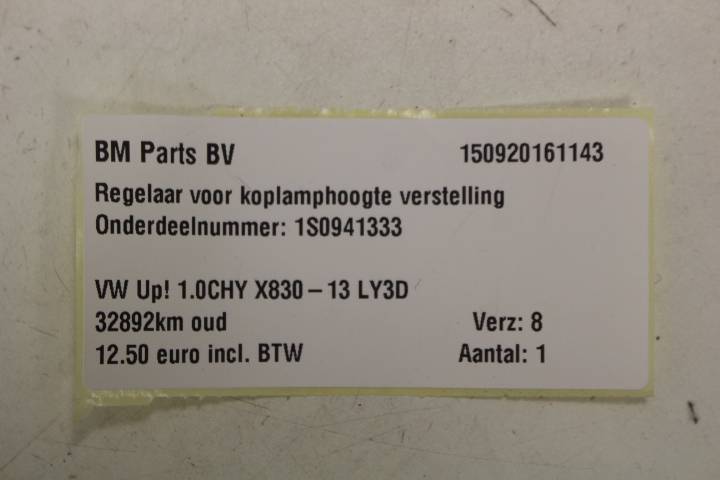 BM Parts BV 150920161143
Regelaar voor koplamphoogte verstelling
Onderdeelnummer: 1S0941333
VW Up! 1.0CHY X830 – 13 LY3D
32892km oud Verz: 8
12.50 euro incl. BTW Aantal: 1